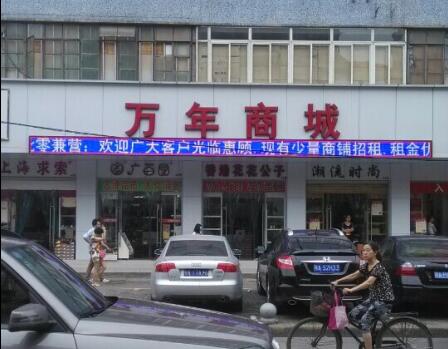 万年商城
零兼营：欢迎广大客户光临惠顾 现有少量商铺招租 租金
上海求索
广百图
香港花花公子
潮流时尚